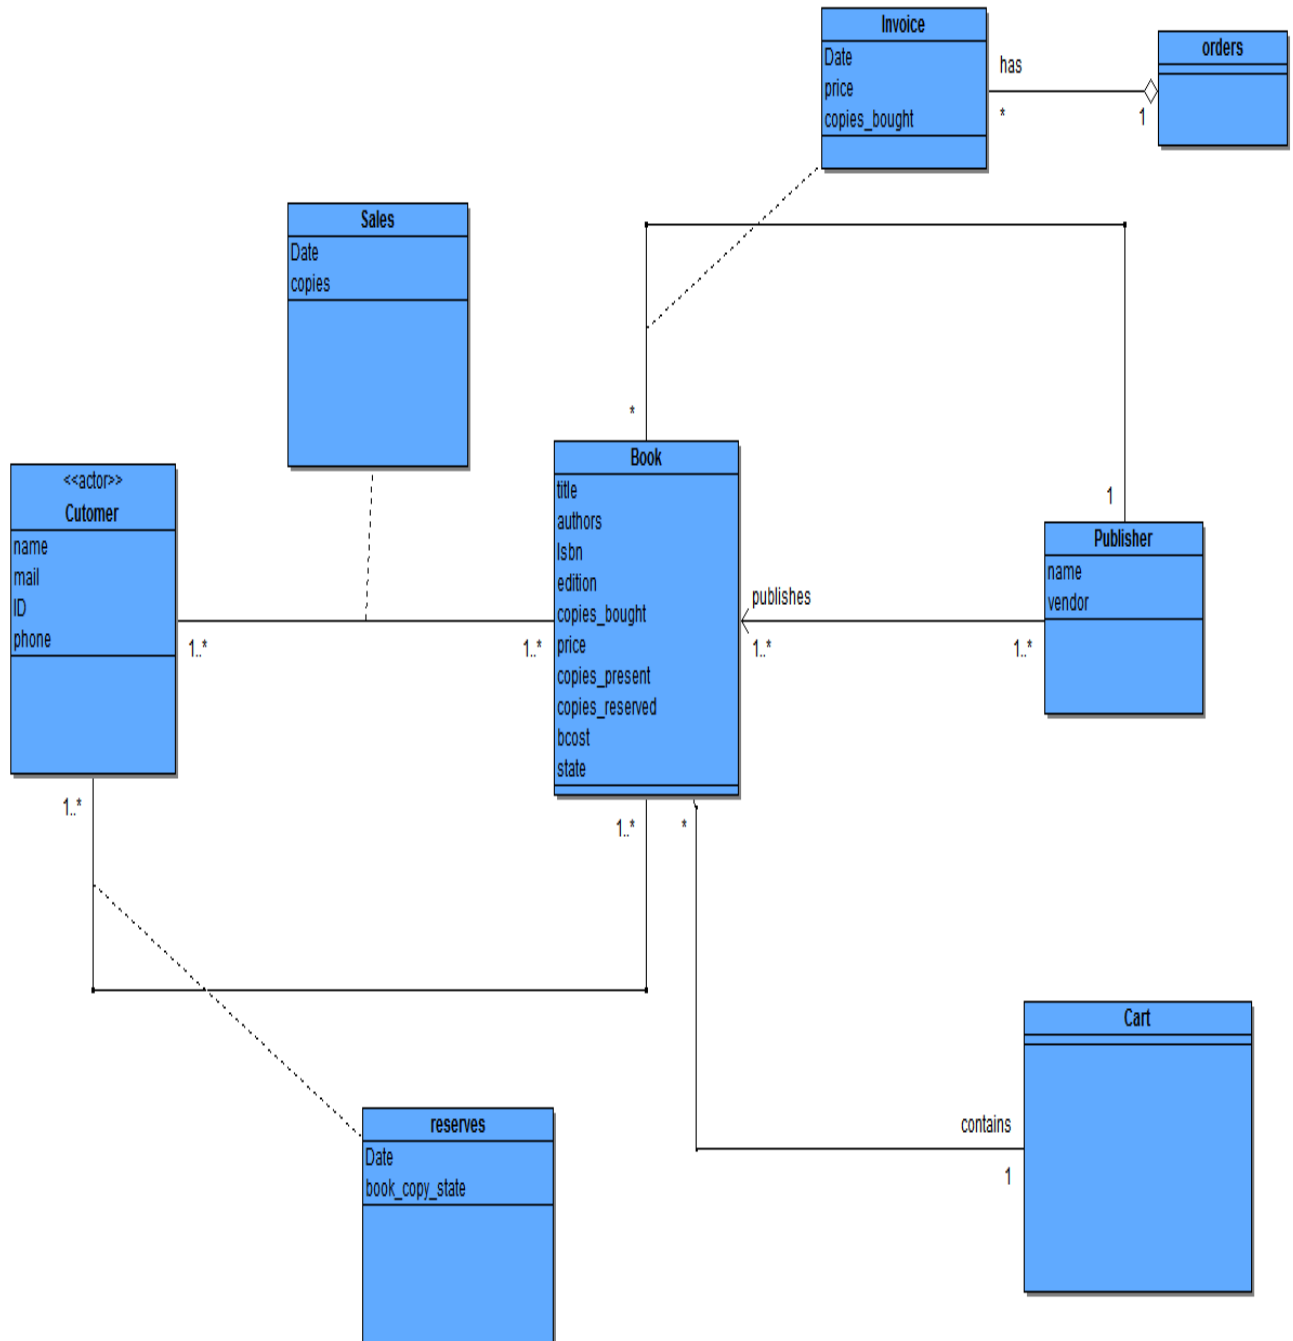 Invoice
Date
price
copies_bought
has
*
1
orders
Sales
Date
copies
*
<<actor>>
Cutomer
name
mail
ID
phone
1..*
1..*
Book
title
authors
Isbn
edition
copies_bought
price
copies_present
copies_reserved
bcost
state
publishes
1..*
1..*
1
Publisher
name
vendor
1..*
1..*
*
reserves
Date
book_copy_state
contains
1
Cart